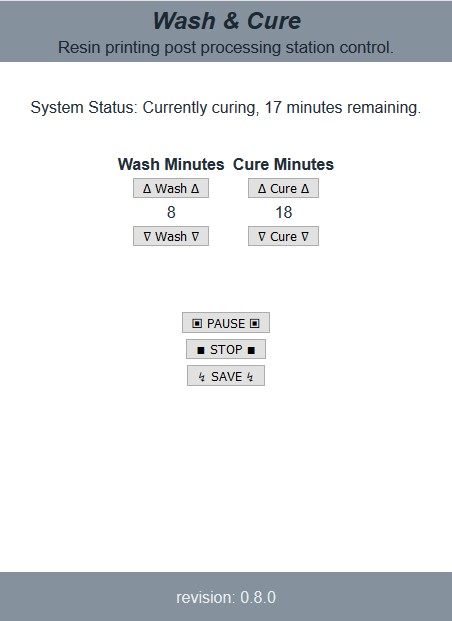 Wash & Cure
Resin printing post processing station control.
System Status: Currently curing, 17 minutes remaining.
Wash Minutes Cure Minutes
Δ Wash Δ Δ Cure Δ
8 18
∇ Wash ∇ ∇ Cure ∇
▣ PAUSE ▣
■ STOP ■
↯ SAVE ↯
revision: 0.8.0